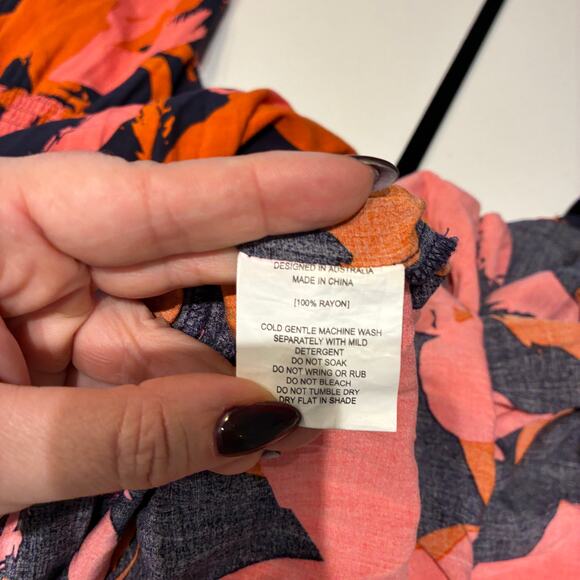 DESIGNED IN AUSTRALIA
MADE IN CHINA
[100% RAYON]
COLD GENTLE MACHINE WASH
SEPARATELY WITH MILD
DETERGENT
DO NOT SOAK
DO NOT WRING OR RUB
DO NOT BLEACH
DO NOT TUMBLE DRY
DRY FLAT IN SHADE